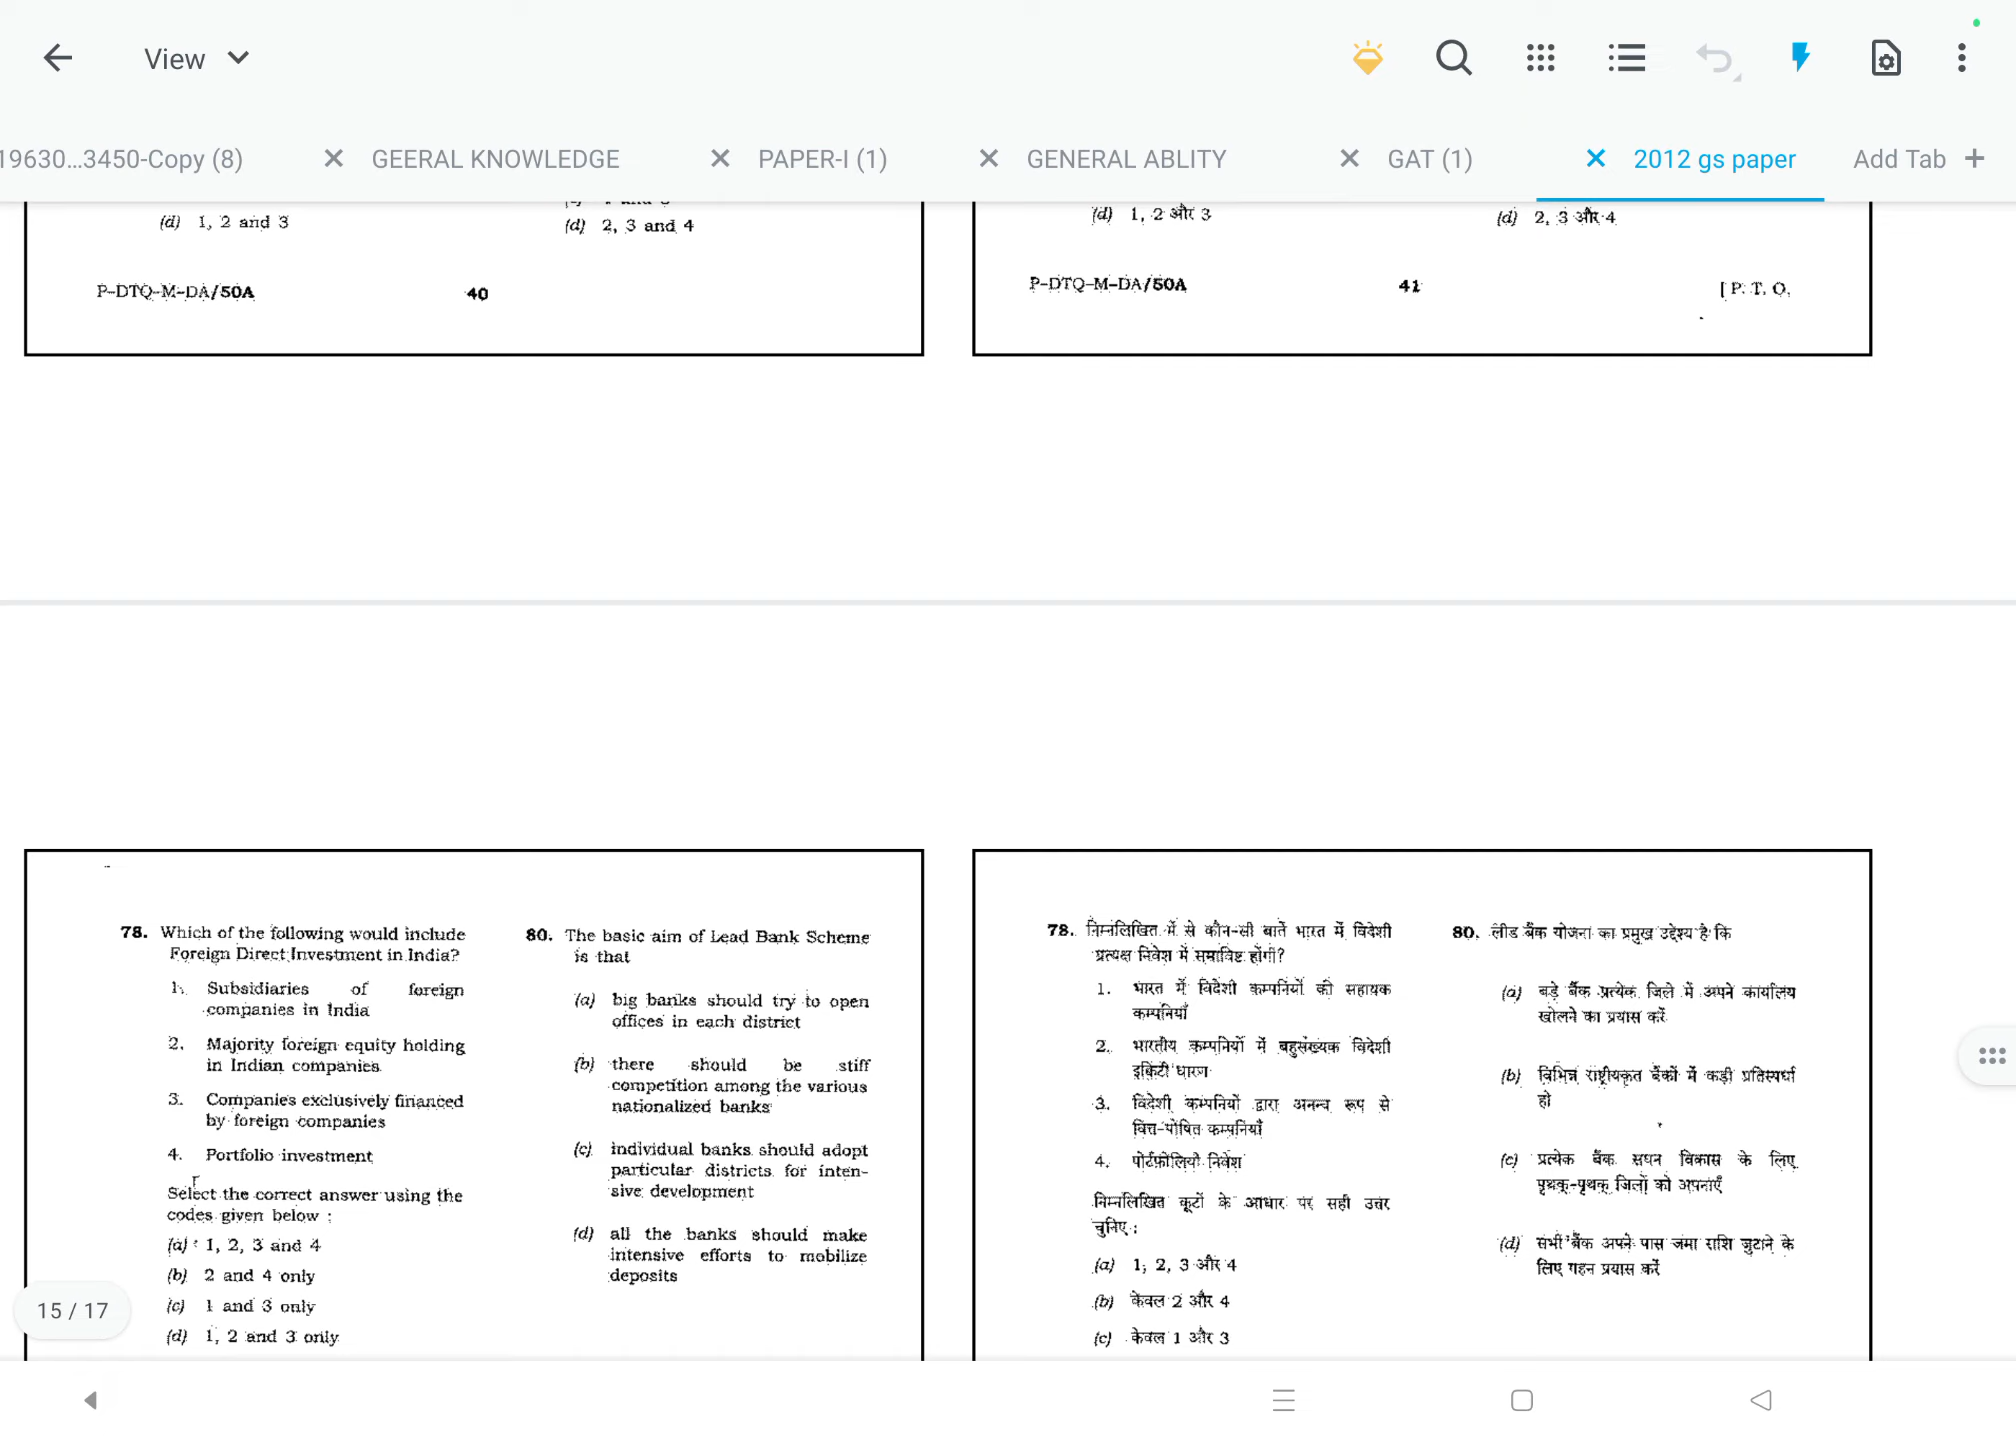 View
19630...3450-Copy (8)
GEERAL KNOWLEDGE
PAPER-I (1)
GENERAL ABLITY
GAT (1)
2012 gs paper
Add Tab
(d) 1, 2 and 3
(d) 2, 3 and 4
P-DTQ-M-DA/50A
40
(d) 1, 2 और 3
(d) 2, 3 और 4
P-DTQ-M-DA/50A
41
[ P. T. O.
78. Which of the following would include
Foreign Direct Investment in India?
1. Subsidiaries of foreign
companies in India
2. Majority foreign equity holding
in Indian companies
3. Companies exclusively financed
by foreign companies
4. Portfolio investment
Select the correct answer using the
codes given below :
(a) 1, 2, 3 and 4
(b) 2 and 4 only
(c) 1 and 3 only
(d) 1, 2 and 3 only
80. The basic aim of Lead Bank Scheme
is that
(a) big banks should try to open
offices in each district
(b) there should be stiff
competition among the various
nationalized banks
(c) individual banks should adopt
particular districts for inten-
sive development
(d) all the banks should make
intensive efforts to mobilize
deposits
78. निम्नलिखित में से कौन-सी बातें भारत में विदेशी
प्रत्यक्ष निवेश में समाविष्ट होंगी?
1. भारत में विदेशी कम्पनियों की सहायक
कम्पनियाँ
2. भारतीय कम्पनियों में बहुसंख्यक विदेशी
इक्विटी धारण
3. विदेशी कम्पनियों द्वारा अनन्य रूप से
वित्त-पोषित कम्पनियाँ
4. पोर्टफोलियो निवेश
निम्नलिखित कूटों के आधार पर सही उत्तर
चुनिए :
(a) 1, 2, 3 और 4
(b) केवल 2 और 4
(c) केवल 1 और 3
80. लीड बैंक योजना का प्रमुख उद्देश्य है कि
(a) बड़े बैंक प्रत्येक जिले में अपने कार्यालय
खोलने का प्रयास करें
(b) विभिन्न राष्ट्रीयकृत बैंकों में कड़ी प्रतिस्पर्धा
हो
(c) प्रत्येक बैंक सघन विकास के लिए
पृथक्-पृथक् जिलों को अपनाएँ
(d) सभी बैंक अपने पास जमा राशि जुटाने के
लिए गहन प्रयास करें
15 / 17